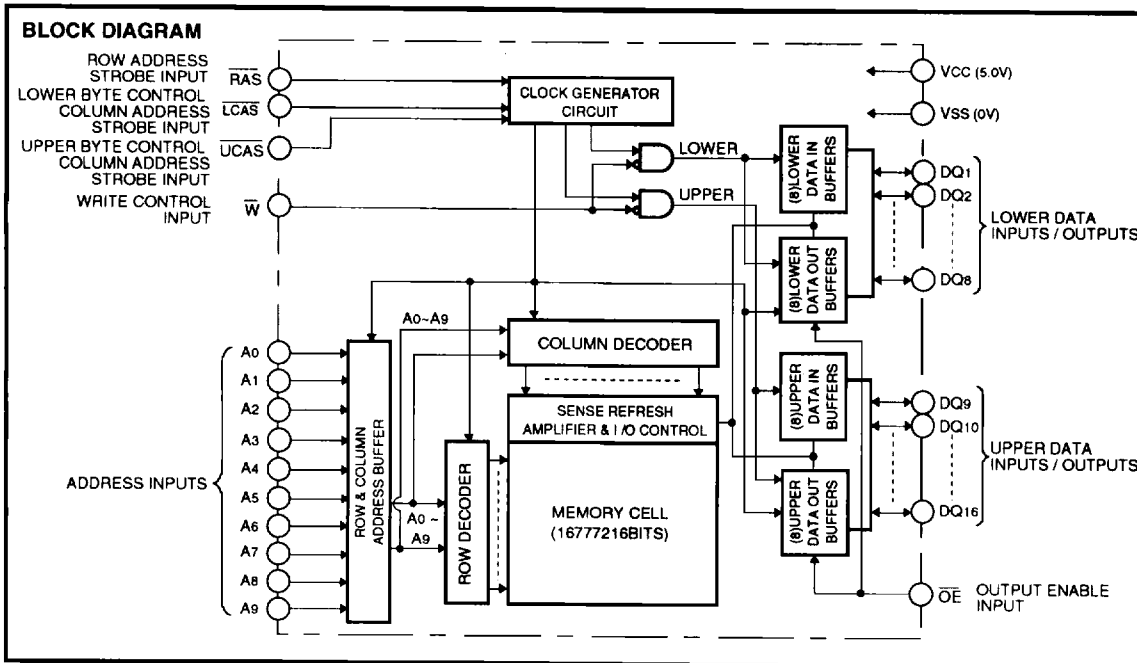 BLOCK DIAGRAM
ROW ADDRESS
STROBE INPUT
RAS
LOWER BYTE CONTROL
COLUMN ADDRESS
STROBE INPUT
LCAS
UPPER BYTE CONTROL
COLUMN ADDRESS
STROBE INPUT
UCAS
WRITE CONTROL
INPUT
W
CLOCK GENERATOR
CIRCUIT
LOWER
UPPER
(8)LOWER
DATA IN
BUFFERS
(8)LOWER
DATA OUT
BUFFERS
(8)UPPER
DATA IN
BUFFERS
(8)UPPER
DATA OUT
BUFFERS
VCC (5.0V)
VSS (0V)
DQ1
DQ2
DQ8
LOWER DATA
INPUTS / OUTPUTS
DQ9
DQ10
DQ16
UPPER DATA
INPUTS / OUTPUTS
OE
OUTPUT ENABLE
INPUT
ADDRESS INPUTS
A0
A1
A2
A3
A4
A5
A6
A7
A8
A9
ROW & COLUMN
ADDRESS BUFFER
A0~A9
A0 ~
A9
ROW DECODER
COLUMN DECODER
SENSE REFRESH
AMPLIFIER & I /O CONTROL
MEMORY CELL
(16777216BITS)